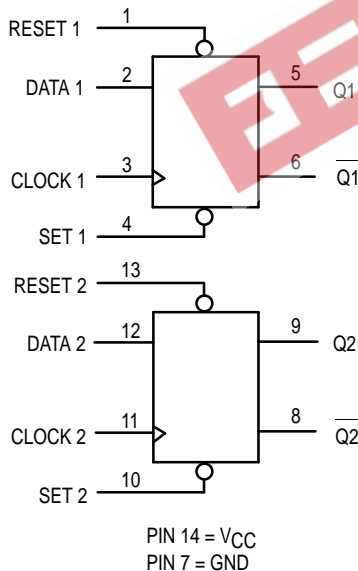 RESET 1 1
DATA 1 2 5 Q1
CLOCK 1 3 6 Q1
SET 1 4
RESET 2 13
DATA 2 12 9 Q2
CLOCK 2 11 8 Q2
SET 2 10
PIN 14 = VCC
PIN 7 = GND